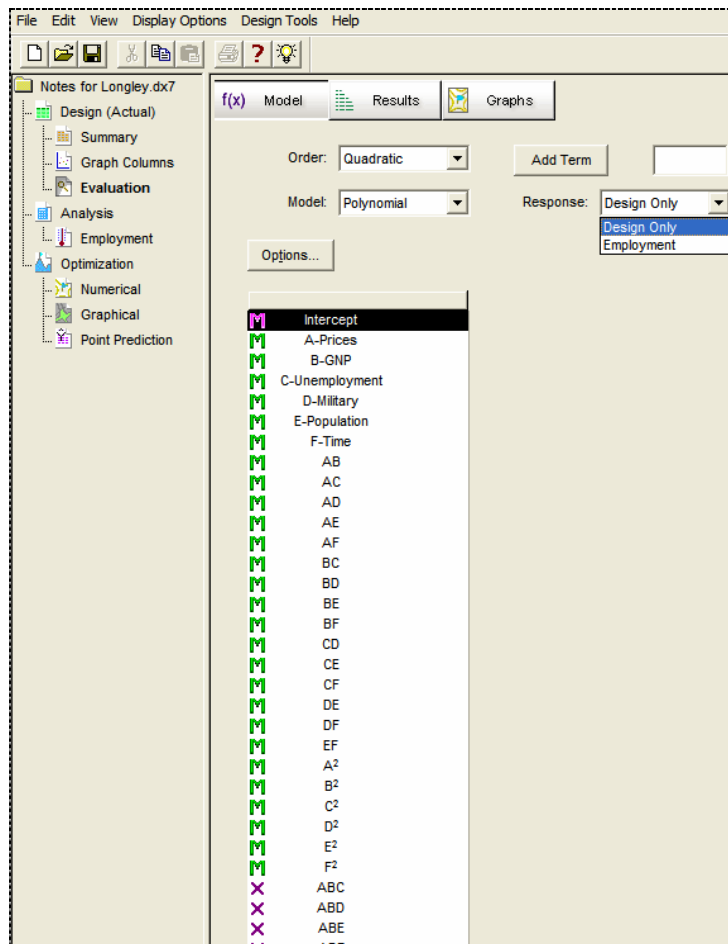 File Edit View Display Options Design Tools Help
Notes for Longley.dx7
Design (Actual)
Summary
Graph Columns
Evaluation
Analysis
Employment
Optimization
Numerical
Graphical
Point Prediction
f(x) Model Results Graphs
Order: Quadratic Add Term
Model: Polynomial Response: Design Only
Design Only
Employment
Options...
Intercept
A-Prices
B-GNP
C-Unemployment
D-Military
E-Population
F-Time
AB
AC
AD
AE
AF
BC
BD
BE
BF
CD
CE
CF
DE
DF
EF
A²
B²
C²
D²
E²
F²
ABC
ABD
ABE